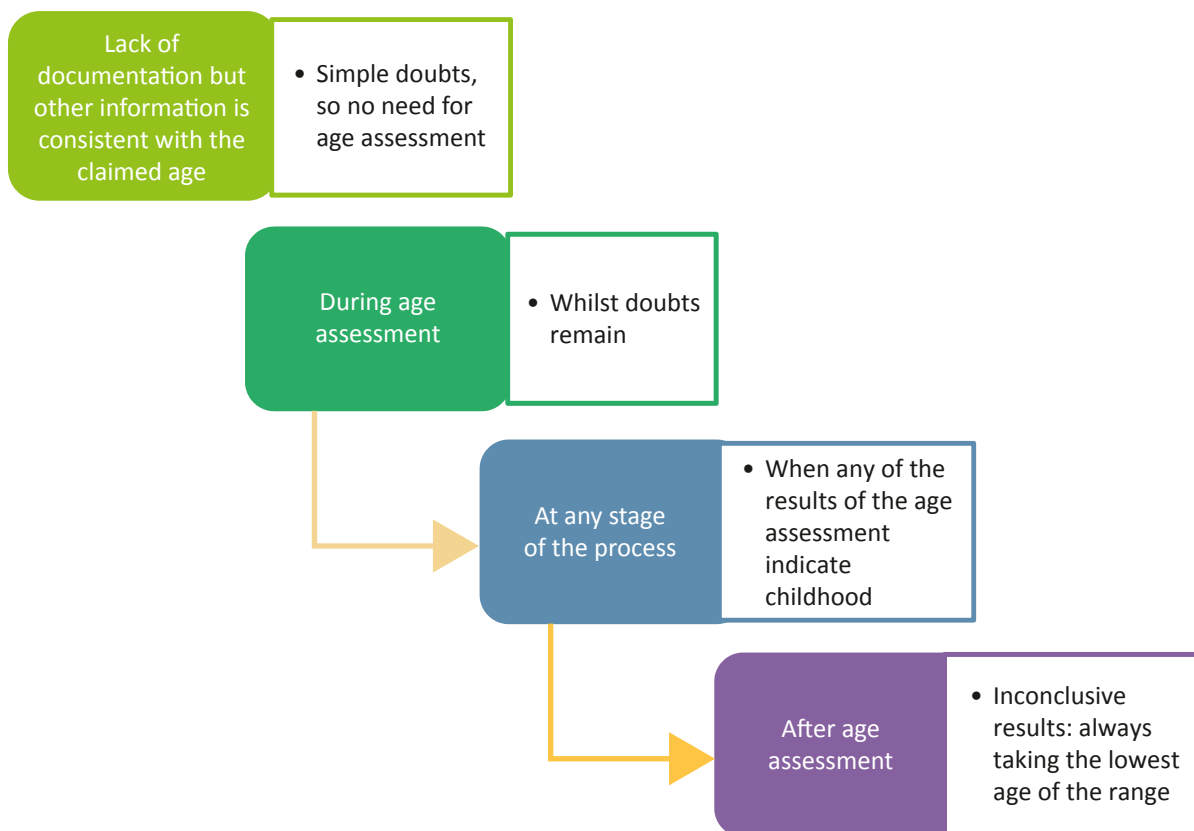 Lack of
documentation but
other information is
consistent with the
claimed age
• Simple doubts,
so no need for
age assessment
During age
assessment
• Whilst doubts
remain
At any stage
of the process
• When any of the
results of the age
assessment
indicate
childhood
After age
assessment
• Inconclusive
results: always
taking the lowest
age of the range